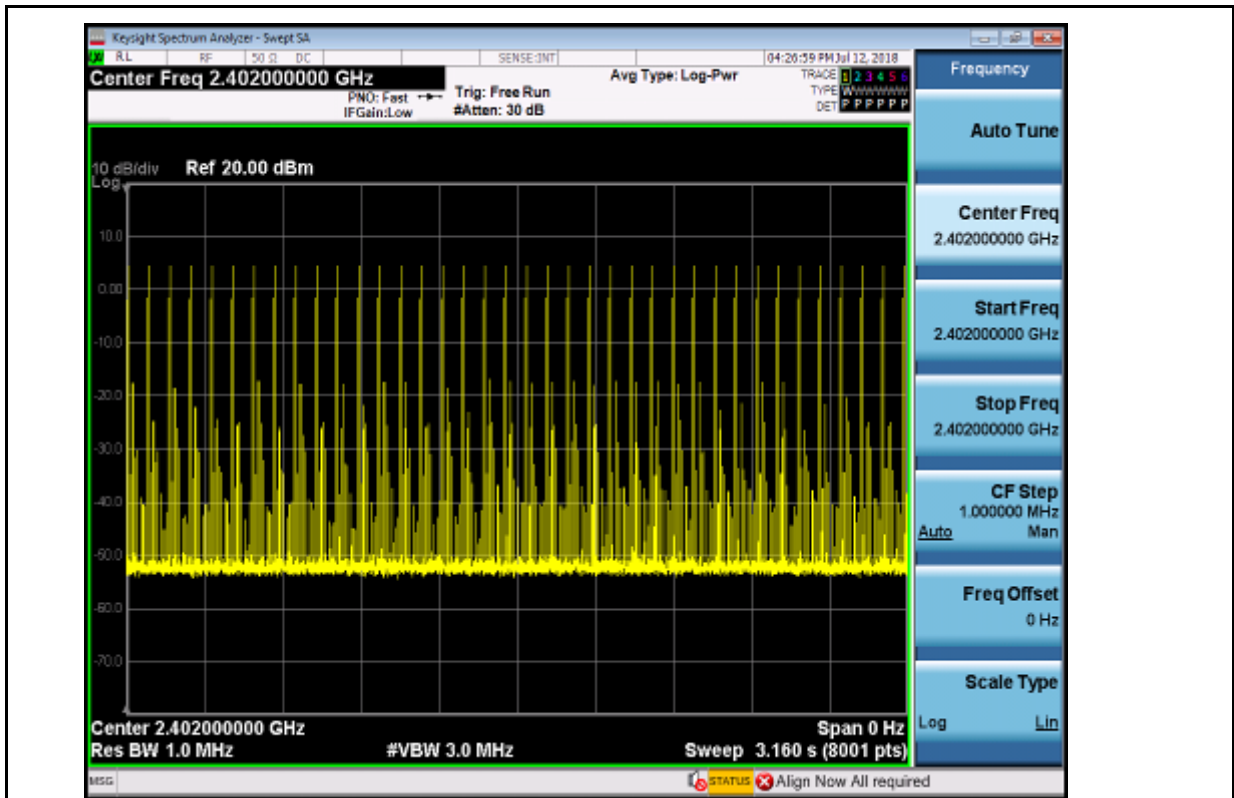 Keysight Spectrum Analyzer - Swept SA
RL RF 50 Ω DC SENSE:INT 04:26:59 PM Jul 12, 2018
Center Freq 2.402000000 GHz
PNO: Fast
IFGain:Low
Trig: Free Run
#Atten: 30 dB
Avg Type: Log-Pwr
TRACE 1 2 3 4 5 6
TYPE WWWWWW
DET P P P P P P
10 dB/div Ref 20.00 dBm
Log
10.0
0.00
-10.0
-20.0
-30.0
-40.0
-50.0
-60.0
-70.0
Center 2.402000000 GHz Span 0 Hz
Res BW 1.0 MHz #VBW 3.0 MHz Sweep 3.160 s (8001 pts)
MSG STATUS Align Now All required
Frequency
Auto Tune
Center Freq
2.402000000 GHz
Start Freq
2.402000000 GHz
Stop Freq
2.402000000 GHz
CF Step
1.000000 MHz
Auto Man
Freq Offset
0 Hz
Scale Type
Log Lin